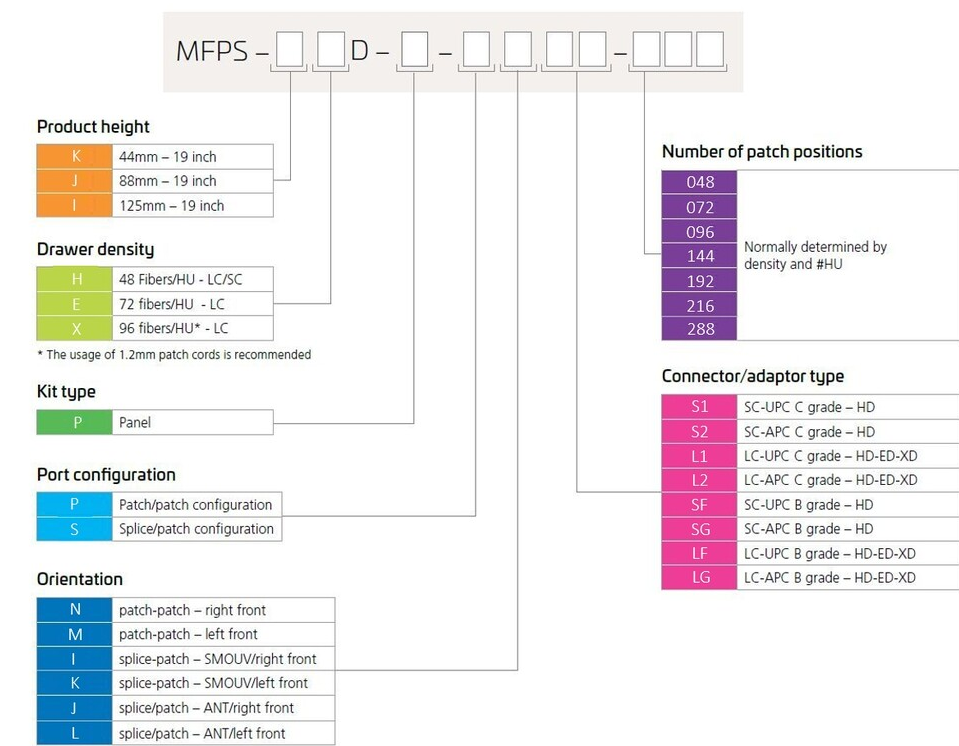 MFPS – D – – –
Product height
K 44mm – 19 inch
J 88mm – 19 inch
I 125mm – 19 inch
Drawer density
H 48 Fibers/HU - LC/SC
E 72 fibers/HU - LC
X 96 fibers/HU* - LC
* The usage of 1.2mm patch cords is recommended
Kit type
P Panel
Port configuration
P Patch/patch configuration
S Splice/patch configuration
Orientation
N patch-patch – right front
M patch-patch – left front
I splice-patch – SMOUV/right front
K splice-patch – SMOUV/left front
J splice/patch – ANT/right front
L splice/patch – ANT/left front
Number of patch positions
048
072
096
144
192
216
288
Normally determined by
density and #HU
Connector/adaptor type
S1 SC-UPC C grade – HD
S2 SC-APC C grade – HD
L1 LC-UPC C grade – HD-ED-XD
L2 LC-APC C grade – HD-ED-XD
SF SC-UPC B grade – HD
SG SC-APC B grade – HD
LF LC-UPC B grade – HD-ED-XD
LG LC-APC B grade – HD-ED-XD